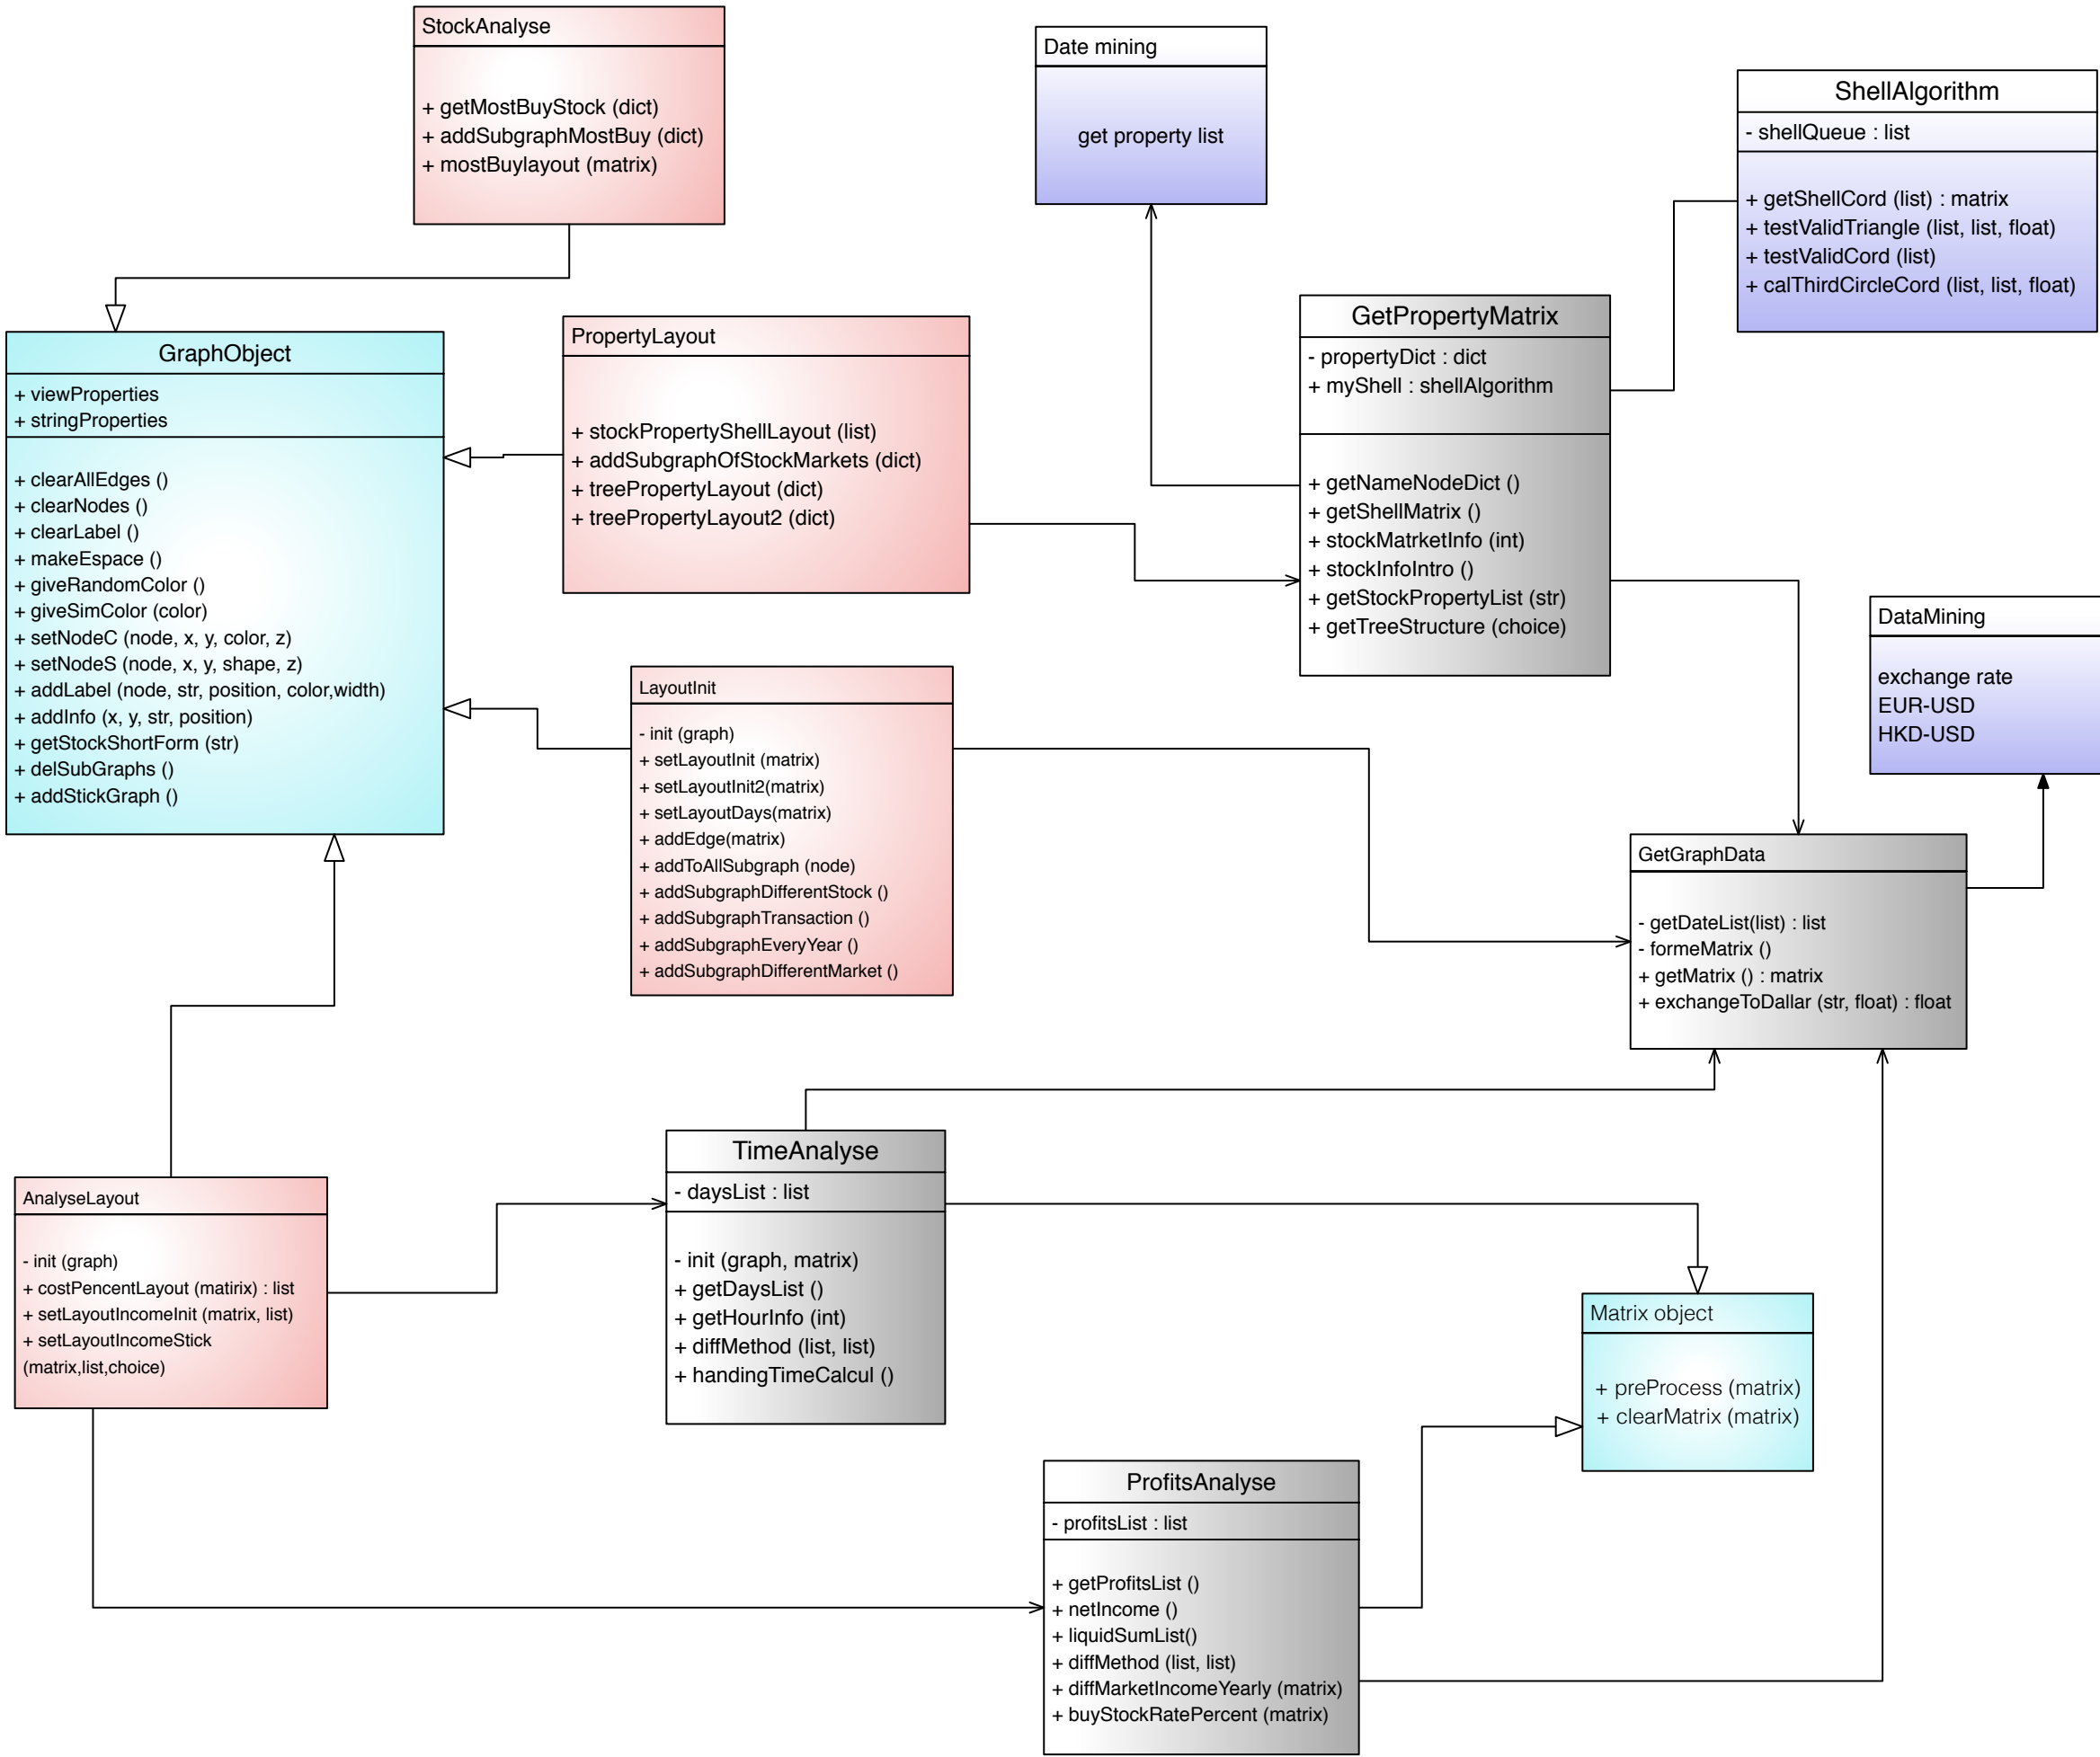 StockAnalyse
+ getMostBuyStock (dict)
+ addSubgraphMostBuy (dict)
+ mostBuylayout (matrix)
Date mining
get property list
ShellAlgorithm
- shellQueue : list
+ getShellCord (list) : matrix
+ testValidTriangle (list, list, float)
+ testValidCord (list)
+ calThirdCircleCord (list, list, float)
GraphObject
+ viewProperties
+ stringProperties
+ clearAllEdges ()
+ clearNodes ()
+ clearLabel ()
+ makeEspace ()
+ giveRandomColor ()
+ giveSimColor (color)
+ setNodeC (node, x, y, color, z)
+ setNodeS (node, x, y, shape, z)
+ addLabel (node, str, position, color,width)
+ addInfo (x, y, str, position)
+ getStockShortForm (str)
+ delSubGraphs ()
+ addStickGraph ()
PropertyLayout
+ stockPropertyShellLayout (list)
+ addSubgraphOfStockMarkets (dict)
+ treePropertyLayout (dict)
+ treePropertyLayout2 (dict)
GetPropertyMatrix
- propertyDict : dict
+ myShell : shellAlgorithm
+ getNameNodeDict ()
+ getShellMatrix ()
+ stockMatrketInfo (int)
+ stockInfoIntro ()
+ getStockPropertyList (str)
+ getTreeStructure (choice)
DataMining
exchange rate
EUR-USD
HKD-USD
LayoutInit
- init (graph)
+ setLayoutInit (matrix)
+ setLayoutInit2(matrix)
+ setLayoutDays(matrix)
+ addEdge(matrix)
+ addToAllSubgraph (node)
+ addSubgraphDifferentStock ()
+ addSubgraphTransaction ()
+ addSubgraphEveryYear ()
+ addSubgraphDifferentMarket ()
GetGraphData
- getDateList(list) : list
- formeMatrix ()
+ getMatrix () : matrix
+ exchangeToDallar (str, float) : float
AnalyseLayout
- init (graph)
+ costPencentLayout (matirix) : list
+ setLayoutIncomeInit (matrix, list)
+ setLayoutIncomeStick
(matrix,list,choice)
TimeAnalyse
- daysList : list
- init (graph, matrix)
+ getDaysList ()
+ getHourInfo (int)
+ diffMethod (list, list)
+ handingTimeCalcul ()
Matrix object
+ preProcess (matrix)
+ clearMatrix (matrix)
ProfitsAnalyse
- profitsList : list
+ getProfitsList ()
+ netIncome ()
+ liquidSumList()
+ diffMethod (list, list)
+ diffMarketIncomeYearly (matrix)
+ buyStockRatePercent (matrix)